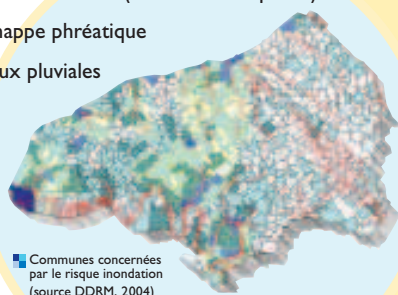 nappe phréatique
ux pluviales
Communes concernées
par le risque inondation
(source DDRM, 2004)